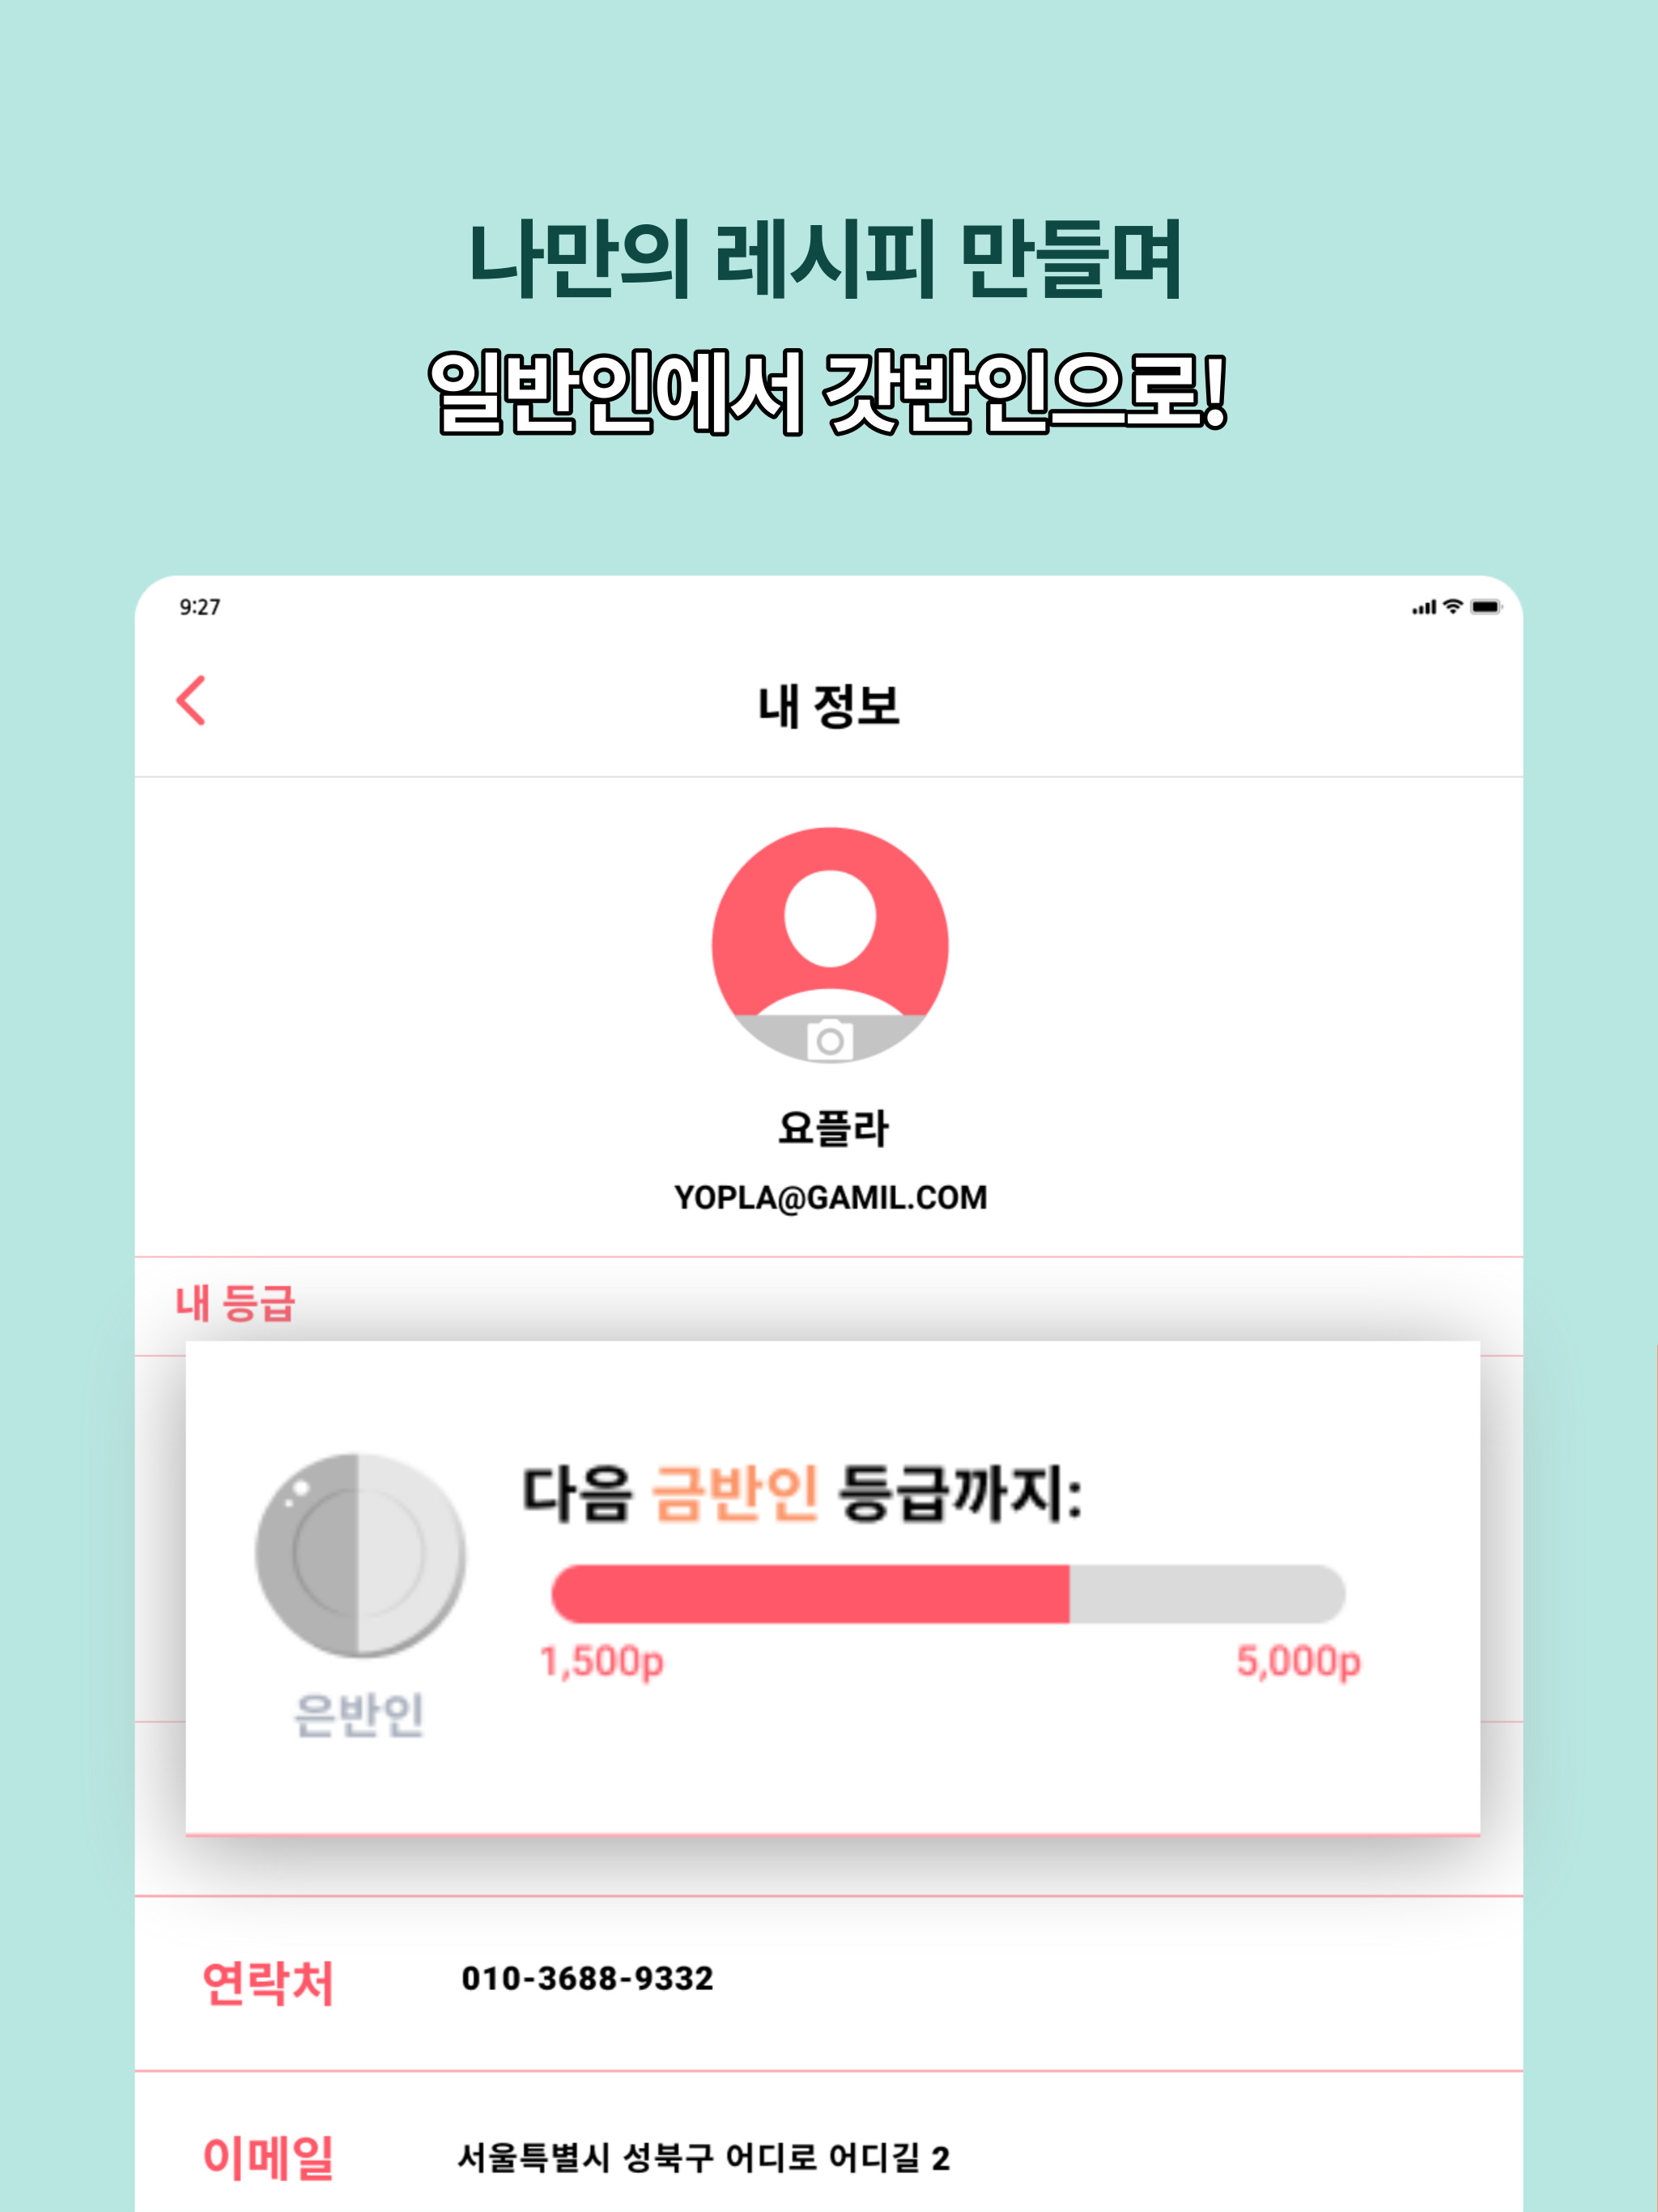 나만의 레시피 만들며
일반인에서 갓반인으로!
9:27
내 정보
요플라
YOPLA@GAMIL.COM
내 등급
다음 금반인 등급까지:
1,500p 5,000p
은반인
연락처 010-3688-9332
이메일 서울특별시 성북구 어디로 어디길 2